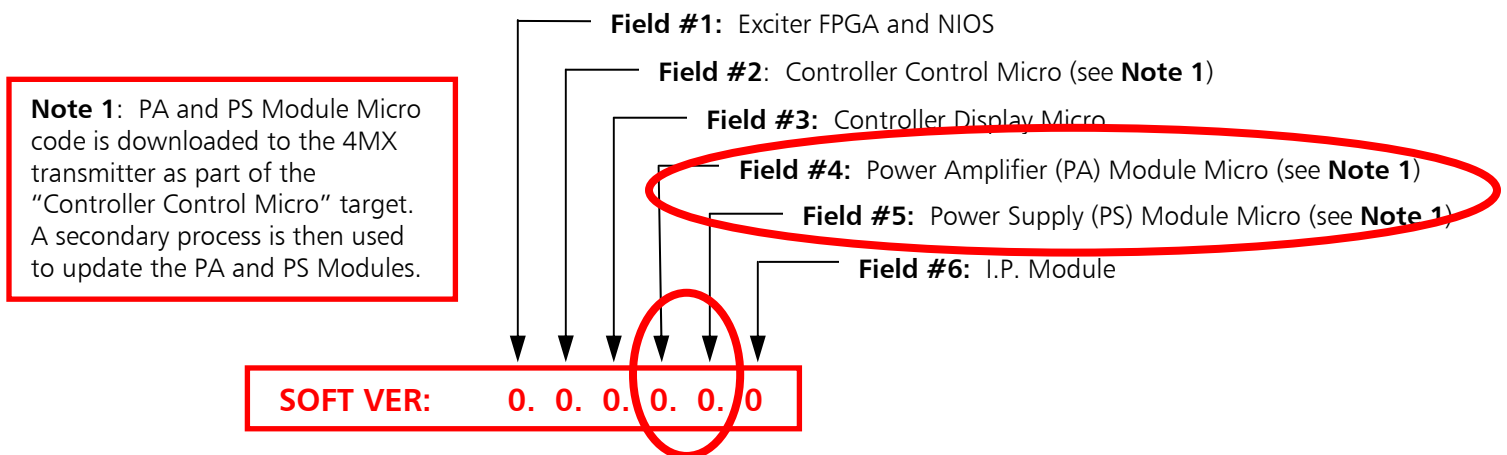 Field #1: Exciter FPGA and NIOS
Field #2: Controller Control Micro (see Note 1)
Field #3: Controller Display Micro
Field #4: Power Amplifier (PA) Module Micro (see Note 1)
Field #5: Power Supply (PS) Module Micro (see Note 1)
Field #6: I.P. Module
Note 1: PA and PS Module Micro
code is downloaded to the 4MX
transmitter as part of the
“Controller Control Micro” target.
A secondary process is then used
to update the PA and PS Modules.
SOFT VER: 0. 0. 0. 0. 0. 0